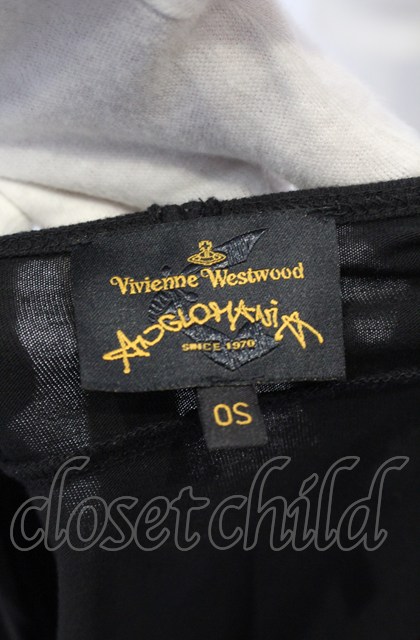 Vivienne Westwood
ANGLOMANIA
SINCE 1970
OS
closetchild